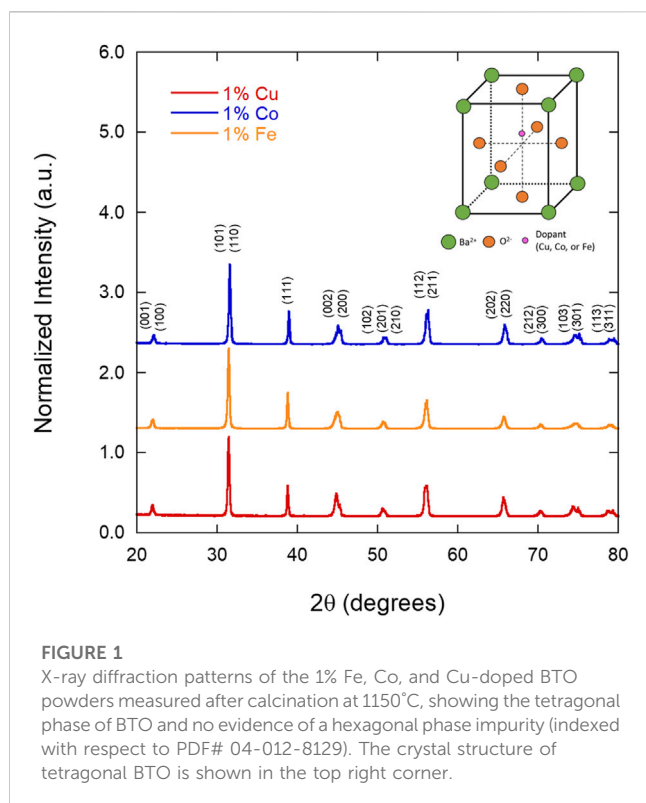 6.0
5.0
4.0
3.0
2.0
1.0
0.0
Normalized Intensity (a.u.)
1% Cu
1% Co
1% Fe
Ba²⁺ O²⁻ Dopant
(Cu, Co, or Fe)
(001)
(100)
(101)
(110)
(111)
(002)
(200)
(102)
(201)
(210)
(112)
(211)
(202)
(220)
(212)
(300)
(103)
(301)
(113)
(311)
20 30 40 50 60 70 80
2θ (degrees)
FIGURE 1
X-ray diffraction patterns of the 1% Fe, Co, and Cu-doped BTO
powders measured after calcination at 1150˚C, showing the tetragonal
phase of BTO and no evidence of a hexagonal phase impurity (indexed
with respect to PDF# 04-012-8129). The crystal structure of
tetragonal BTO is shown in the top right corner.